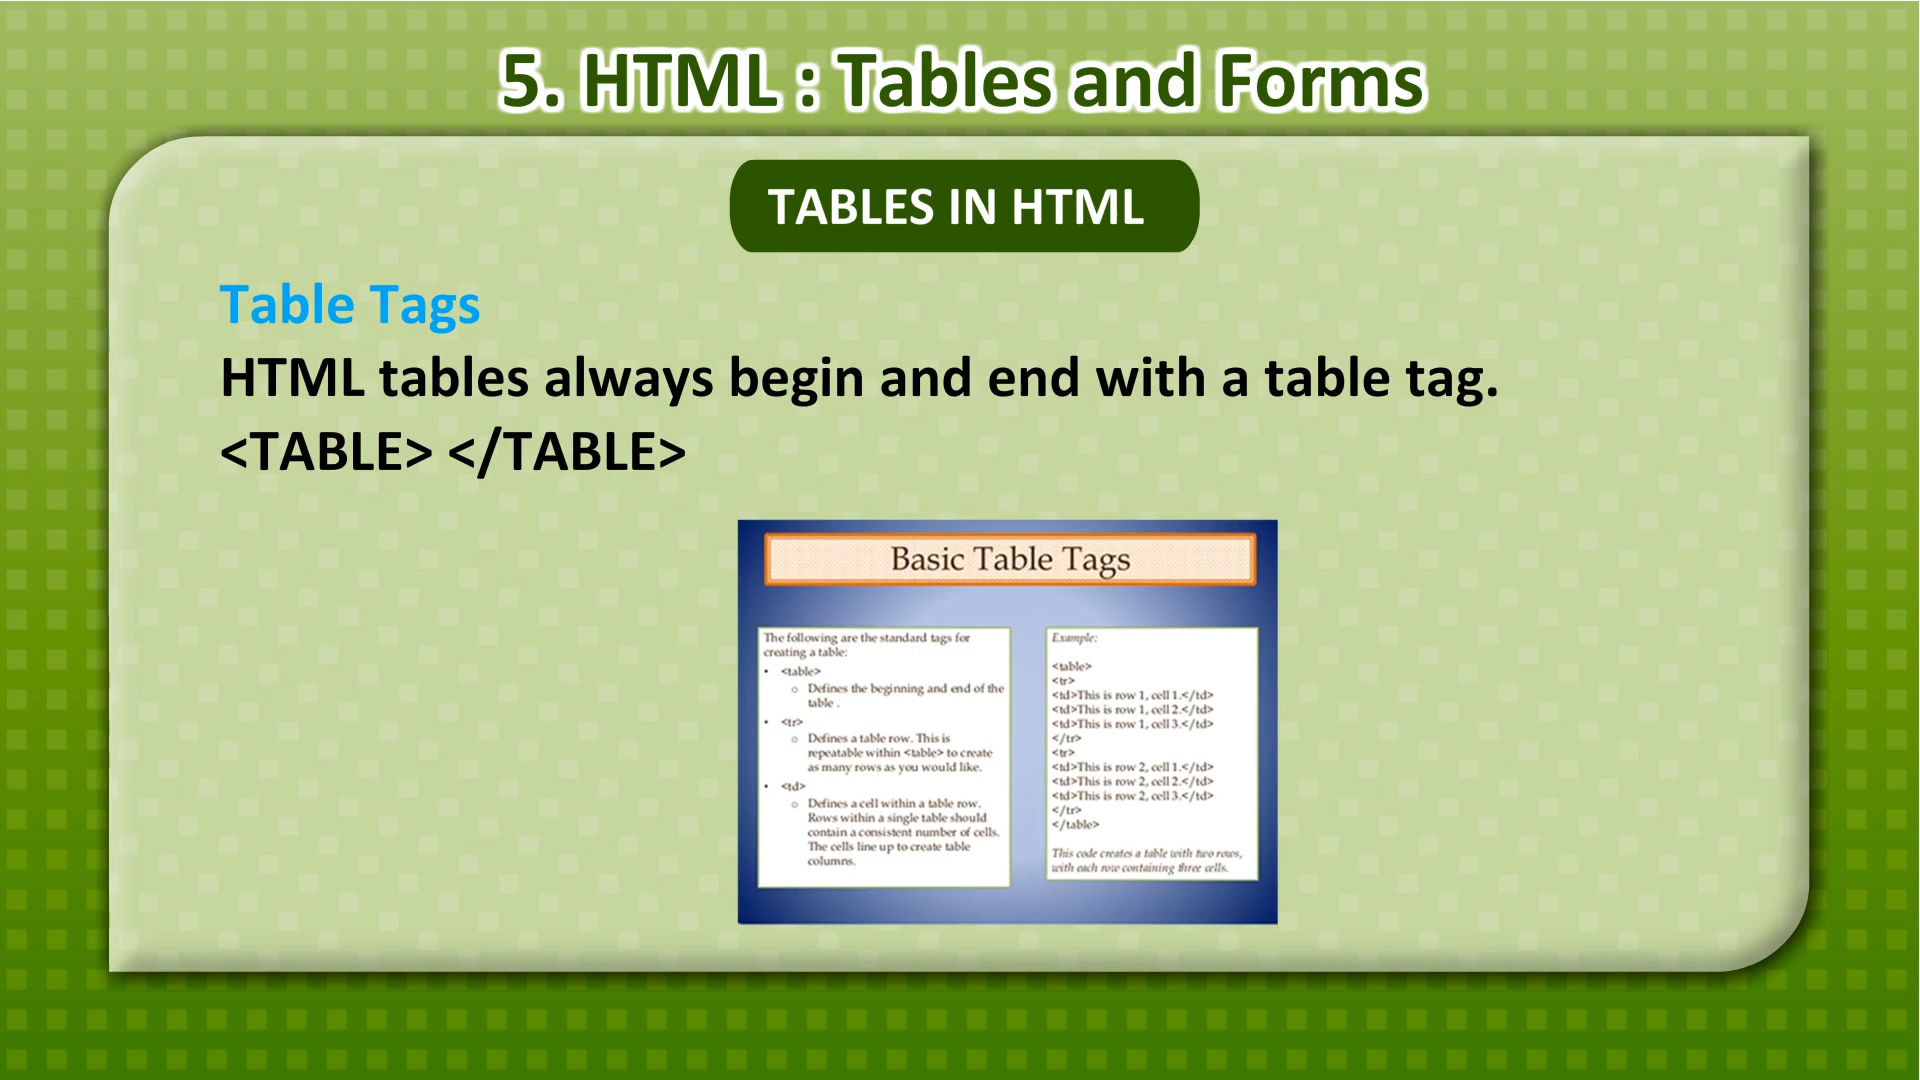 5. HTML : Tables and Forms
TABLES IN HTML
Table Tags
HTML tables always begin and end with a table tag.
<TABLE> </TABLE>
Basic Table Tags
The following are the standard tags for
creating a table:
• <table>
o Defines the beginning and end of the
table .
• <tr>
o Defines a table row. This is
repeatable within <table> to create
as many rows as you would like.
• <td>
o Defines a cell within a table row.
Rows within a single table should
contain a consistent number of cells.
The cells line up to create table
columns.
Example:
<table>
<tr>
<td>This is row 1, cell 1.</td>
<td>This is row 1, cell 2.</td>
<td>This is row 1, cell 3.</td>
</tr>
<tr>
<td>This is row 2, cell 1.</td>
<td>This is row 2, cell 2.</td>
<td>This is row 2, cell 3.</td>
</tr>
</table>
This code creates a table with two rows,
with each row containing three cells.